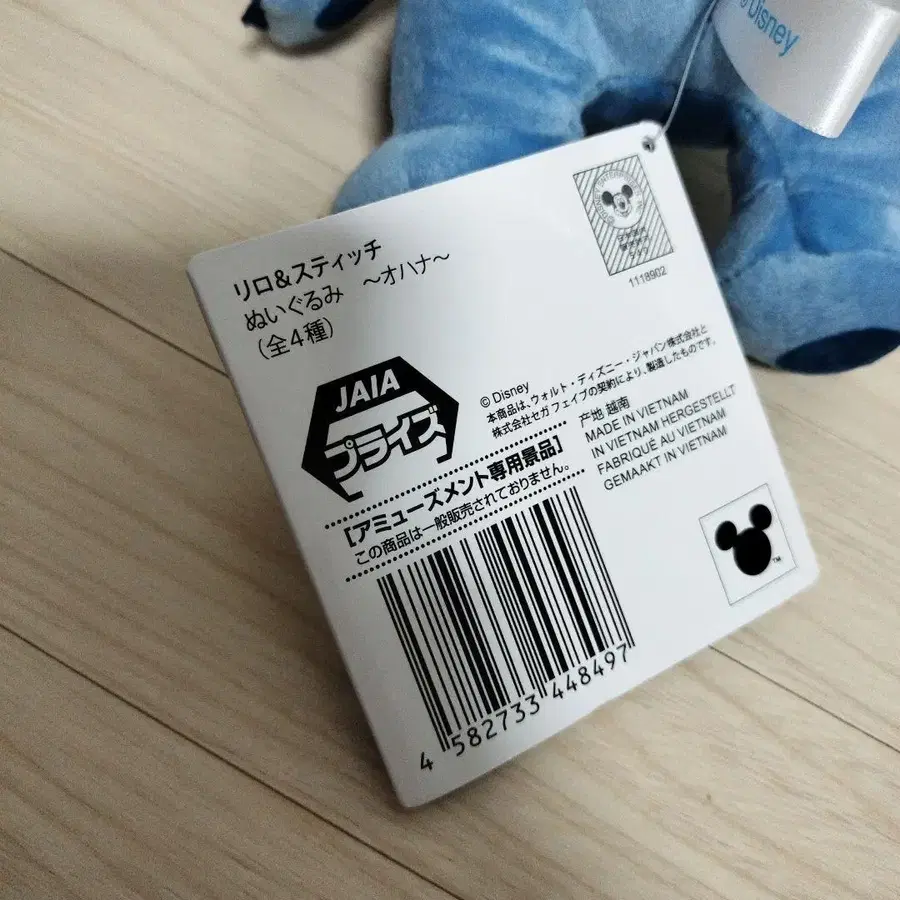 © Disney
リロ&スティッチ
ぬいぐるみ　～オハナ～
(全4種)
1118902
JAIA
プライズ
© Disney
本商品は、ウォルト・ディズニー・ジャパン株式会社と
株式会社セガ フェイブの契約により、製造したものです。
产地 越南
MADE IN VIETNAM
IN VIETNAM HERGESTELLT
FABRIQUÉ AU VIETNAM
GEMAAKT IN VIETNAM
[アミューズメント専用景品]
この商品は一般販売されておりません。
TM
4 582733 448497